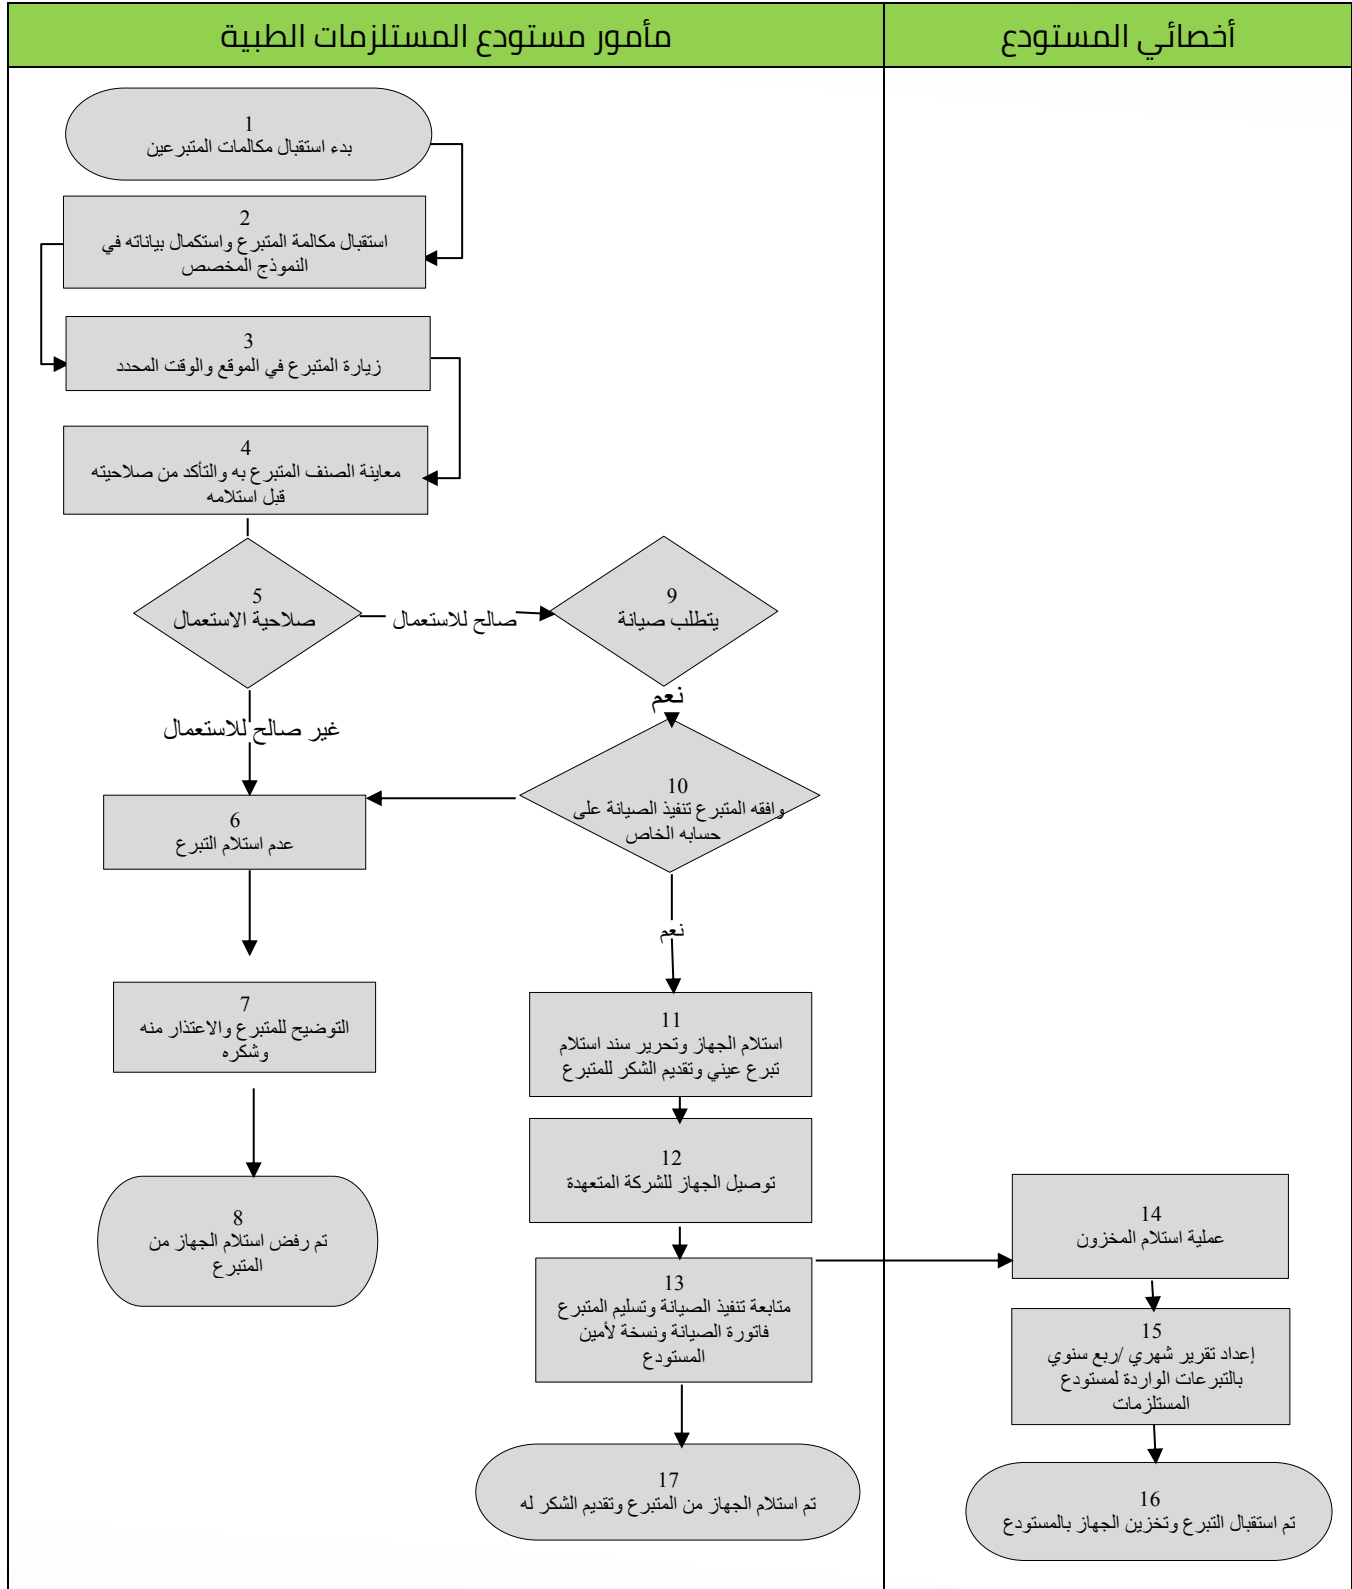 أخصائي المستودع
مأمور مستودع المستلزمات الطبية
1
بدء استقبال مكالمات المتبرعين
2
استقبال مكالمة المتبرع واستكمال بياناته في
النموذج المخصص
3
زيارة المتبرع في الموقع والوقت المحدد
4
معاينة الصنف المتبرع به والتأكد من صلاحيته
قبل استلامه
5
صلاحية الاستعمال
صالح للاستعمال
9
يتطلب صيانة
نعم
غير صالح للاستعمال
10
وافقه المتبرع تنفيذ الصيانة على
حسابه الخاص
6
عدم استلام التبرع
نعم
7
التوضيح للمتبرع والاعتذار منه
وشكره
11
استلام الجهاز وتحرير سند استلام
تبرع عيني وتقديم الشكر للمتبرع
12
توصيل الجهاز للشركة المتعهدة
8
تم رفض استلام الجهاز من
المتبرع
13
متابعة تنفيذ الصيانة وتسليم المتبرع
فاتورة الصيانة ونسخة لأمين
المستودع
14
عملية استلام المخزون
15
إعداد تقرير شهري /ربع سنوي
بالتبرعات الواردة لمستودع
المستلزمات
17
تم استلام الجهاز من المتبرع وتقديم الشكر له
16
تم استقبال التبرع وتخزين الجهاز بالمستودع